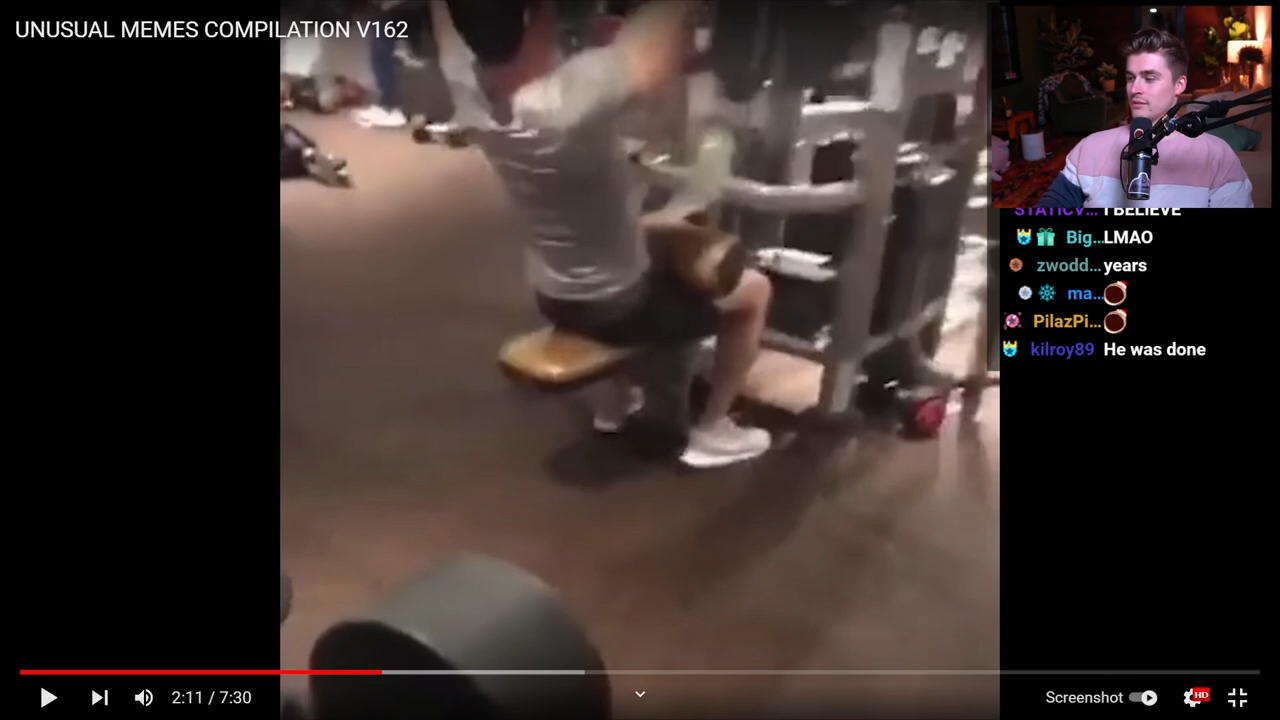 UNUSUAL MEMES COMPILATION V162
STATICV... I BELIEVE
Big... LMAO
zwodd... years
ma...
PilazPi...
kilroy89 He was done
2:11 / 7:30
Screenshot
HD